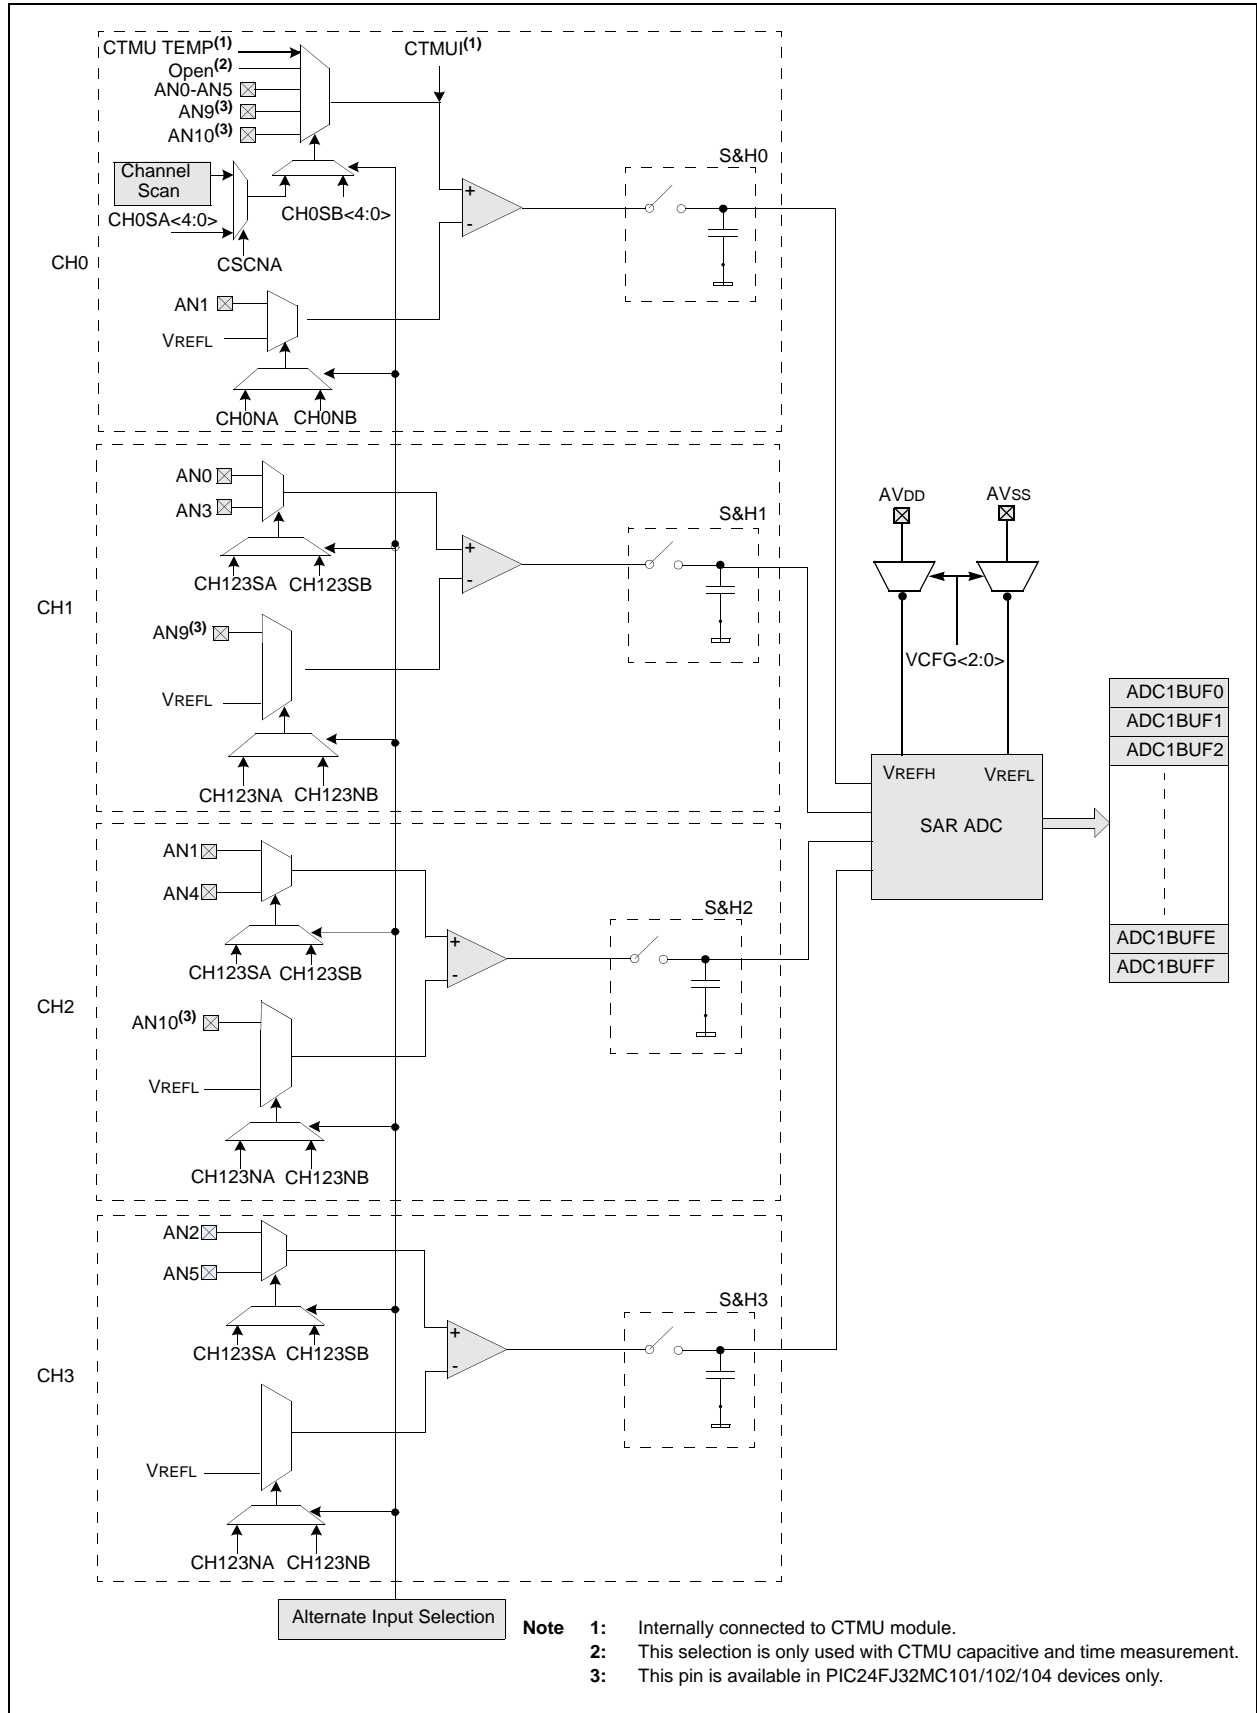 CTMU TEMP(1)
Open(2)
AN0-AN5
AN9(3)
AN10(3)
CTMUI(1)
Channel
Scan
CH0SA<4:0>
CH0SB<4:0>
CSCNA
CH0
AN1
VREFL
CH0NA CH0NB
+
-
S&H0
AN0
AN3
CH123SA CH123SB
CH1
AN9(3)
VREFL
CH123NA CH123NB
+
-
S&H1
AVDD AVSS
VCFG<2:0>
VREFH VREFL
SAR ADC
ADC1BUF0
ADC1BUF1
ADC1BUF2
ADC1BUFE
ADC1BUFF
AN1
AN4
CH123SA CH123SB
CH2
AN10(3)
VREFL
CH123NA CH123NB
+
-
S&H2
AN2
AN5
CH123SA CH123SB
CH3
VREFL
CH123NA CH123NB
+
-
S&H3
Alternate Input Selection
Note 1: Internally connected to CTMU module.
2: This selection is only used with CTMU capacitive and time measurement.
3: This pin is available in PIC24FJ32MC101/102/104 devices only.